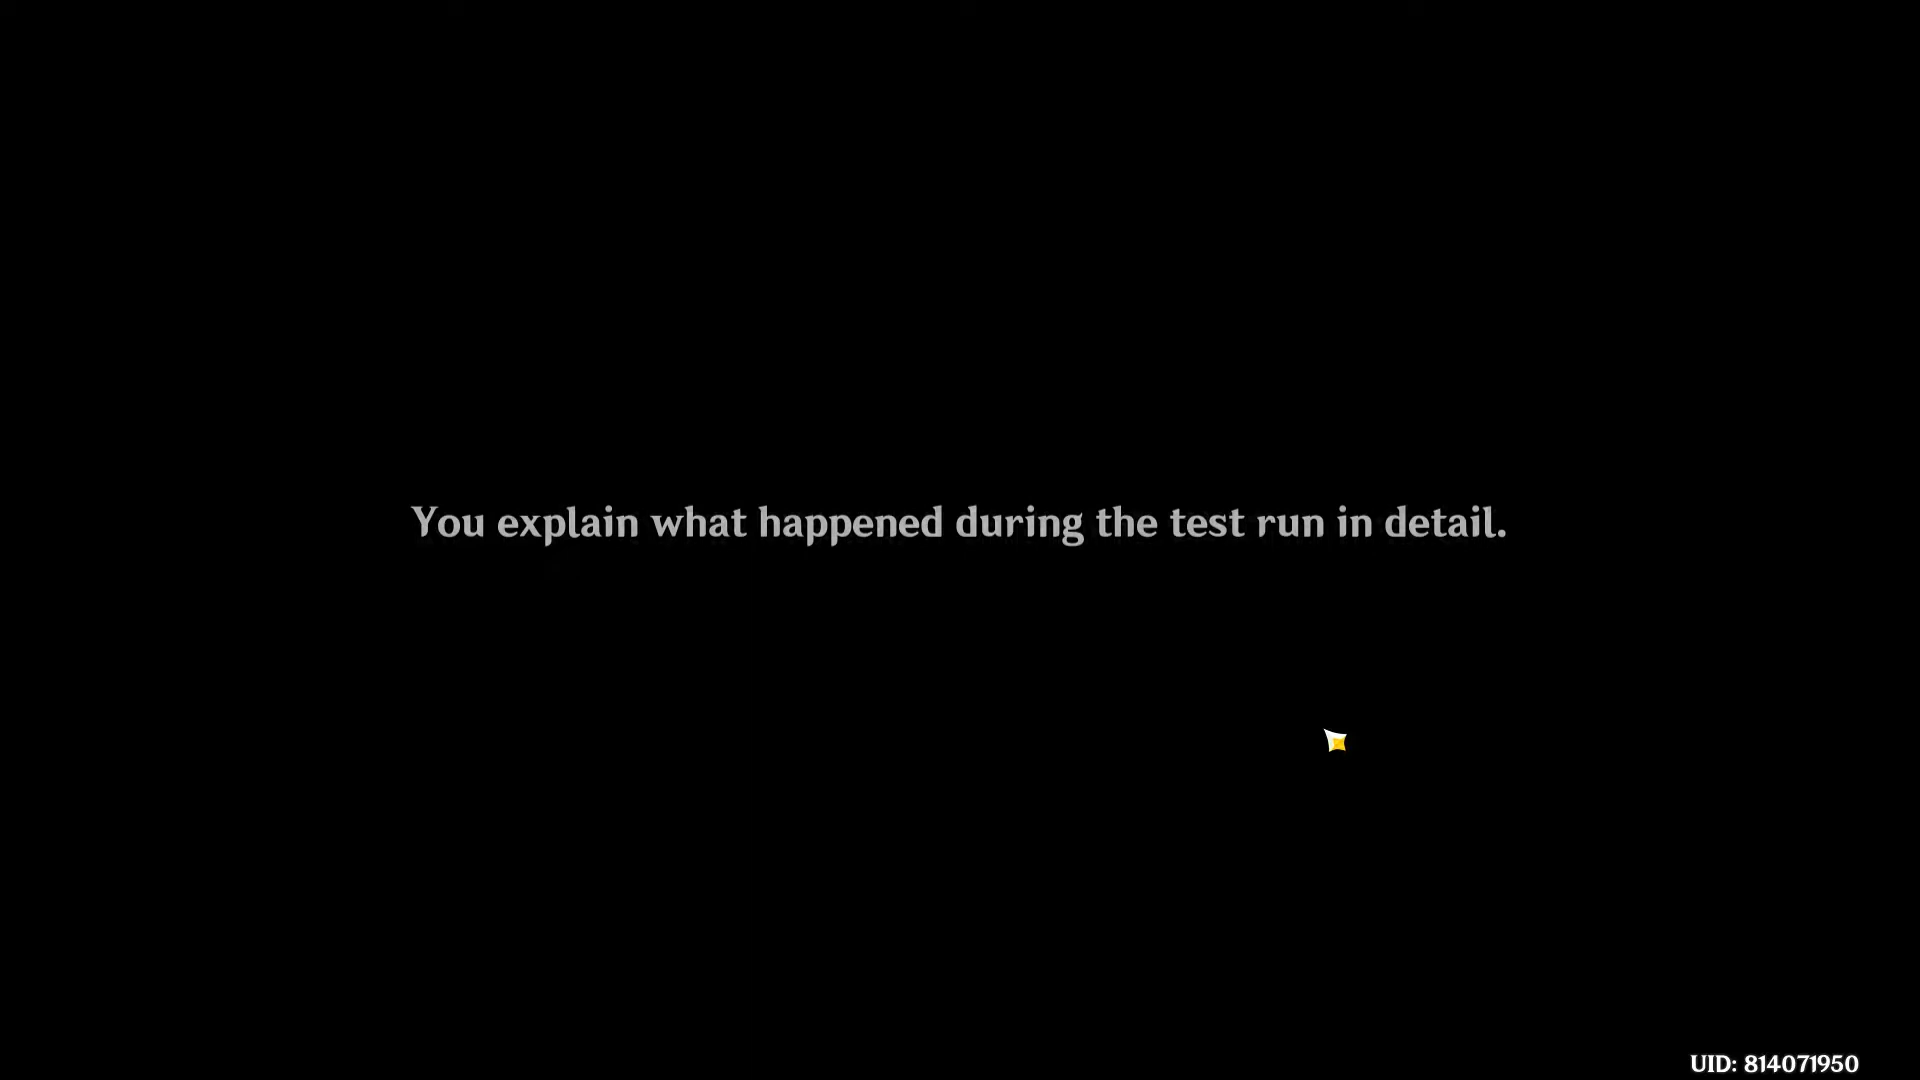 You explain what happened during the test run in detail.
UID: 814071950